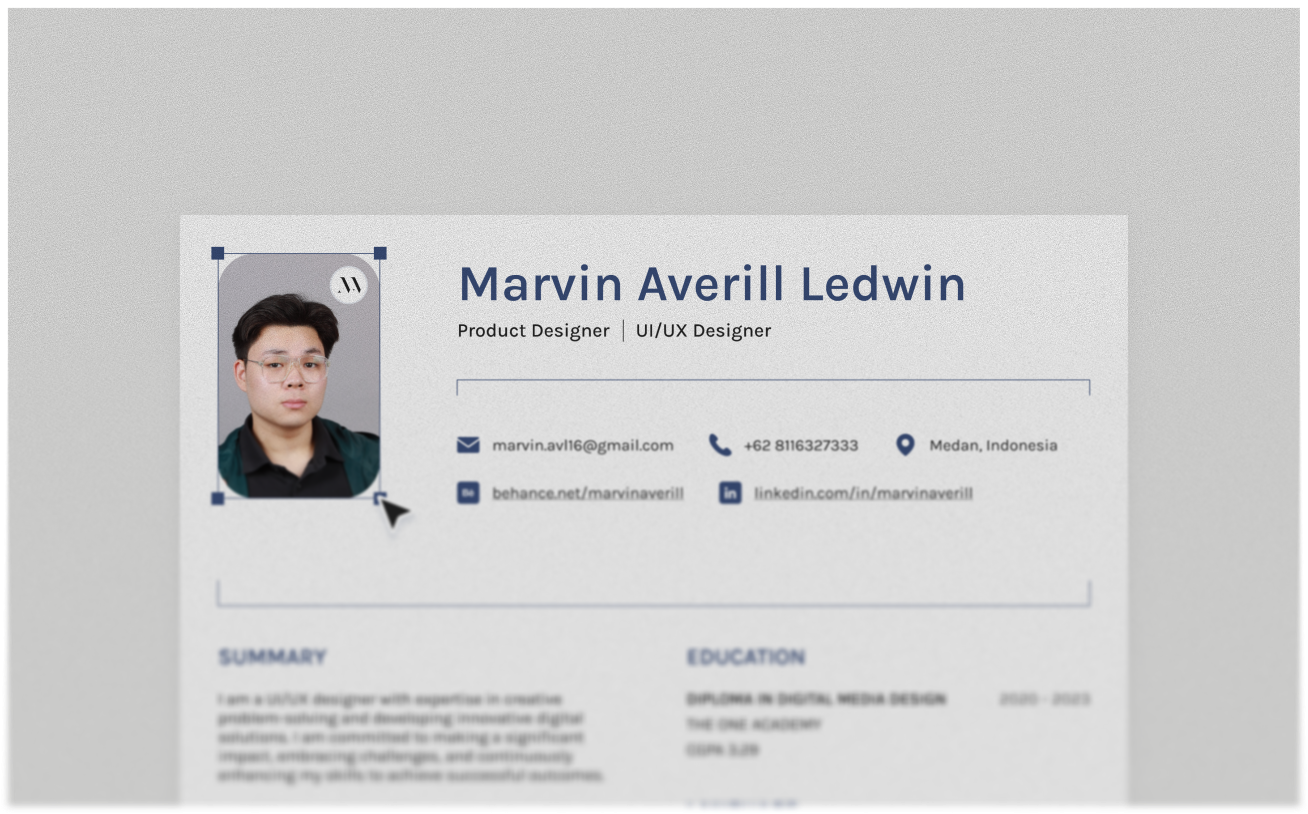 Marvin Averill Ledwin
Product Designer | UI/UX Designer
marvin.avl16@gmail.com +62 8116327333 Medan, Indonesia
behance.net/marvinaverill linkedin.com/in/marvinaverill
SUMMARY
I am a UI/UX designer with expertise in creative
problem-solving and developing innovative digital
solutions. I am committed to making a significant
impact, embracing challenges, and continuously
enhancing my skills to achieve successful outcomes.
EDUCATION
DIPLOMA IN DIGITAL MEDIA DESIGN 2020 - 2023
THE ONE ACADEMY
CGPA 3.29